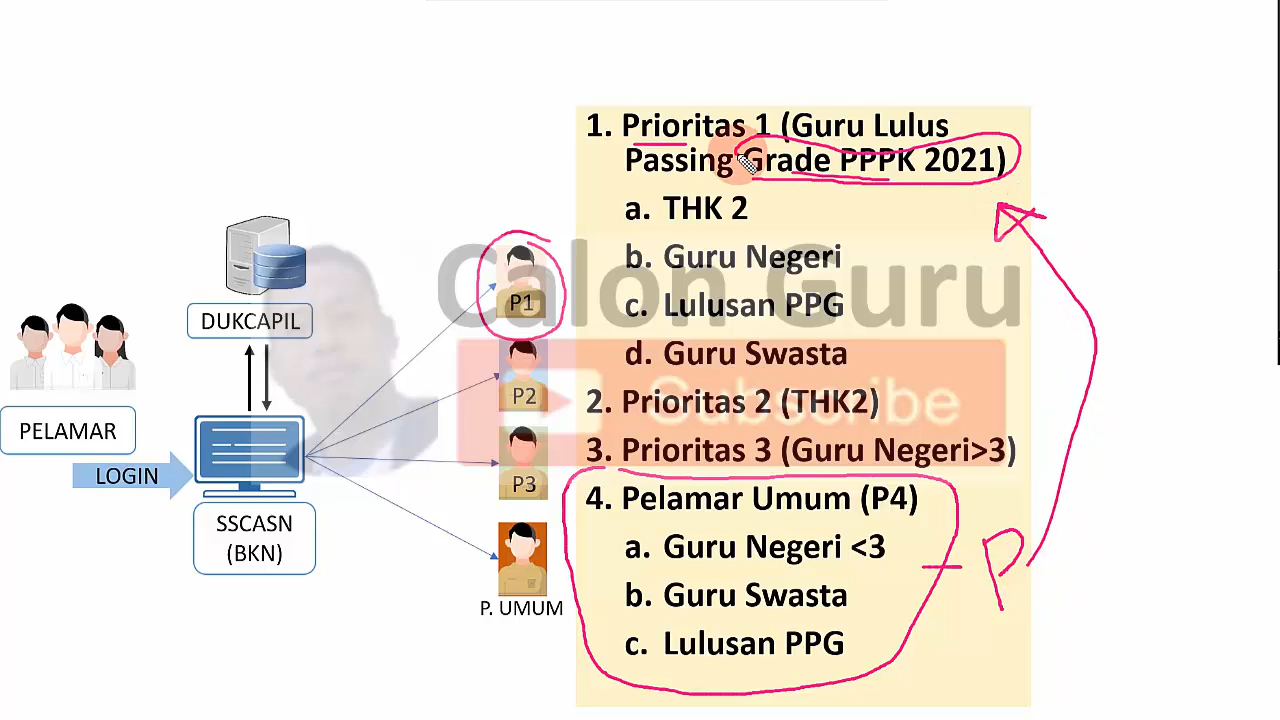 1. Prioritas 1 (Guru Lulus
Passing Grade PPPK 2021)
a. THK 2
b. Guru Negeri
c. Lulusan PPG
d. Guru Swasta
2. Prioritas 2 (THK2)
3. Prioritas 3 (Guru Negeri>3)
4. Pelamar Umum (P4)
a. Guru Negeri <3
b. Guru Swasta
c. Lulusan PPG
P
Calon Guru
Subscribe
DUKCAPIL
PELAMAR
LOGIN
SSCASN
(BKN)
P1
P2
P3
P. UMUM